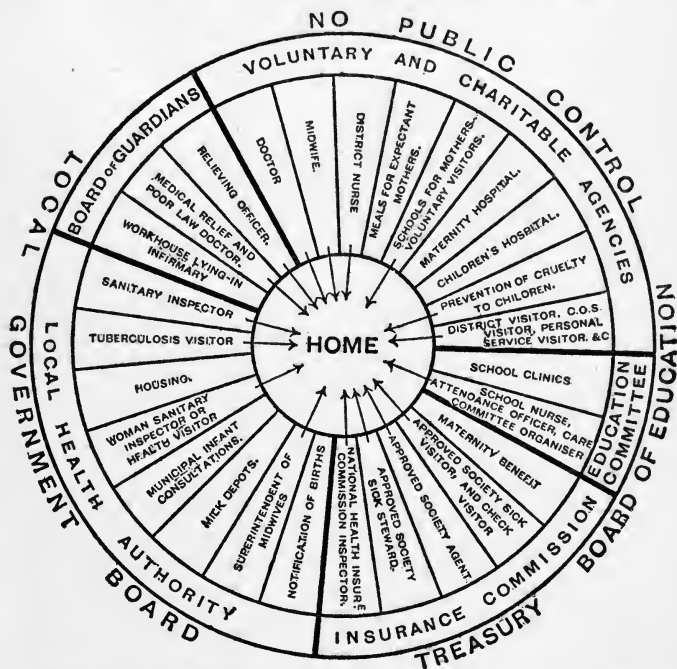 NO PUBLIC CONTROL
VOLUNTARY AND CHARITABLE AGENCIES
DOCTOR
MIDWIFE.
DISTRICT NURSE
MEALS FOR EXPECTANT
MOTHERS.
SCHOOLS FOR MOTHERS-
VOLUNTARY VISITORS.
MATERNITY HOSPITAL.
CHILDREN'S HOSBITAL.
PREVENTION OF CRUELTY
TO CHILDREN.
DISTRICT VISITOR, C.O.S.
VISITOR, PERSONAL
SERVICE VISITOR. &C
BOARD OF EDUCATION
EDUCATION
COMMITTEE
SCHOOL CLINICS
SCHOOL NURSE,
ATTENDANCE OFFICER, CARE
COMMITTEE ORGANISER
TREASURY
INSURANCE COMMISSION
MATERNITY BENEFIT
APPROVED SOCIETY SICK
VISITOR, AND CHECK
VISITOR
APPROVED SOCIETY AGENT.
APPROVED SOCIETY
SICK STEWARD.
NATIONAL HEALTH INSURE
COMMISSION INSPECTOR.
LOCAL GOVERNMENT BOARD
LOCAL HEALTH AUTHORITY
NOTIFICATION OF BIRTHS
SUPERINTENDENT OF
MIDWIVES
MILK DEPOTS.
MUNICIPAL INFANT
CONSULTATIONS.
WOMAN SANITARY
INSPECTOR OR
HEALTH VISITOR
HOUSING.
TUBERCULOSIS VISITOR
SANITARY INSPECTOR
BOARD OF GUARDIANS
WORKHOUSE LYING-IN
INFIRMARY
MEDICAL RELIEF AND
POOR LAW DOCTOR.
RELIEVING OFFICER.
HOME